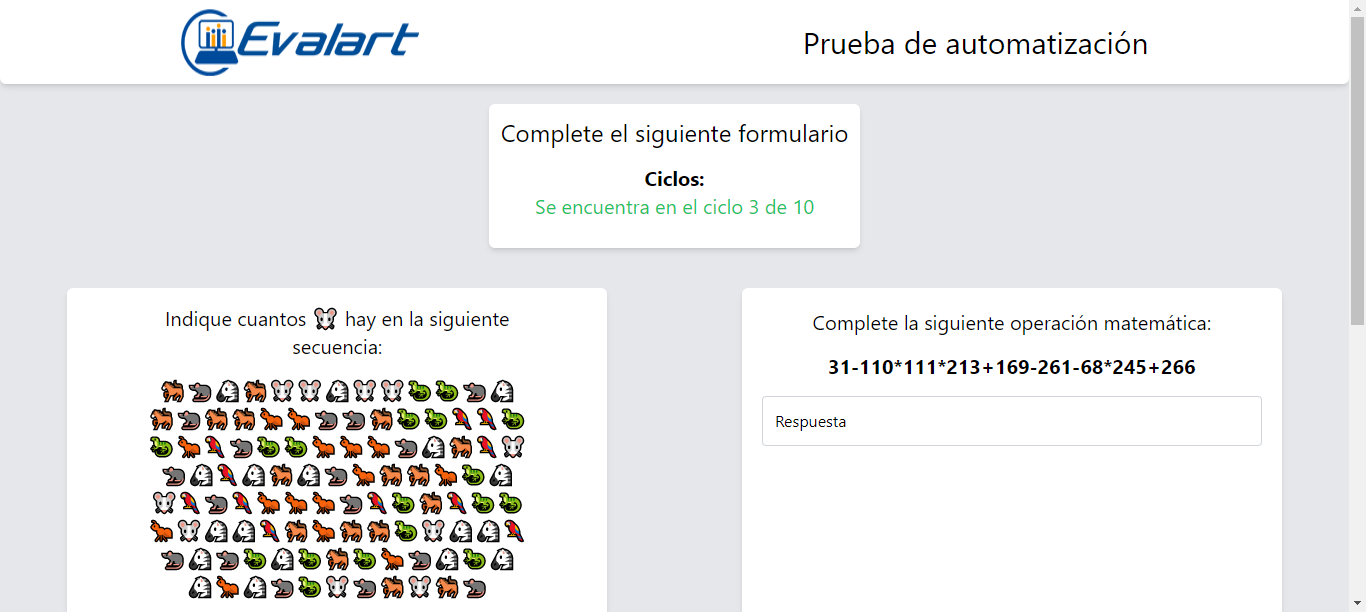 Evalart
Prueba de automatización
Complete el siguiente formulario
Ciclos:
Se encuentra en el ciclo 3 de 10
Indique cuantos 🐭 hay en la siguiente
secuencia:
Complete la siguiente operación matemática:
31-110*111*213+169-261-68*245+266
Respuesta